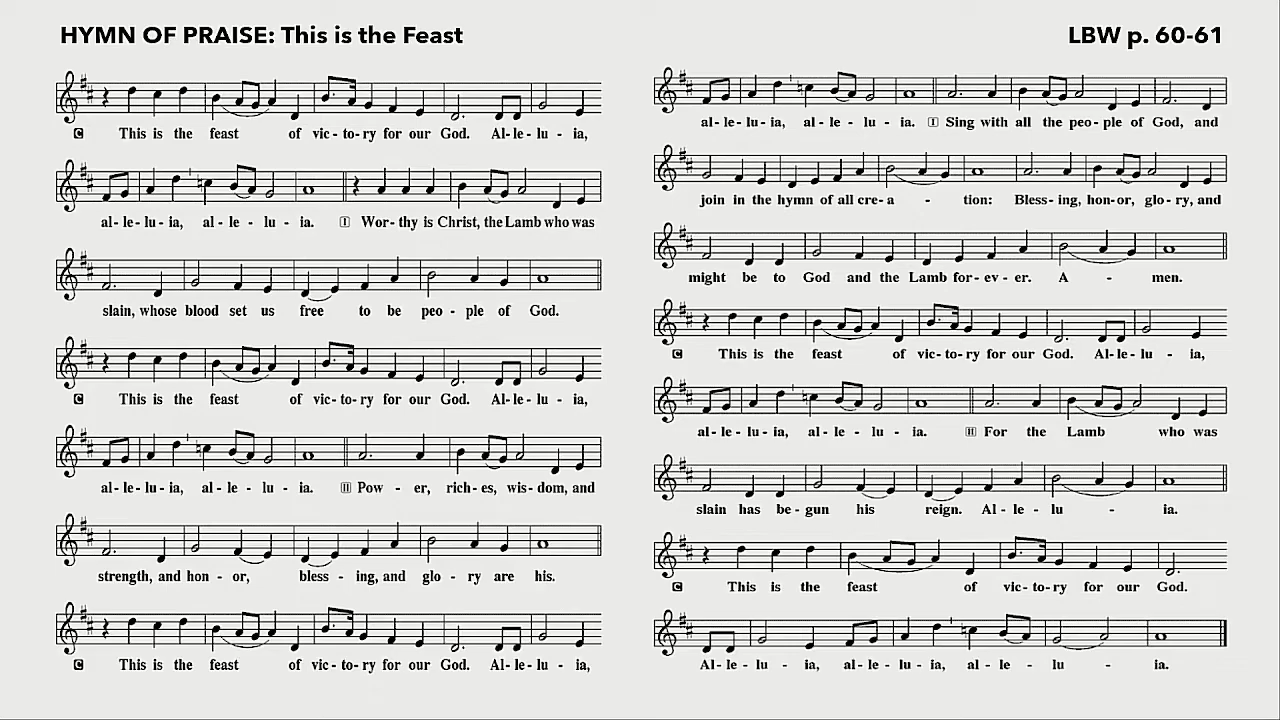 HYMN OF PRAISE: This is the Feast
LBW p. 60-61
C This is the feast of vic - to - ry for our God. Al - le - lu - ia,
al - le - lu - ia, al - le - lu - ia. I Wor - thy is Christ, the Lamb who was
slain, whose blood set us free to be peo - ple of God.
C This is the feast of vic - to - ry for our God. Al - le - lu - ia,
al - le - lu - ia, al - le - lu - ia. II Pow - er, rich - es, wis - dom, and
strength, and hon - or, bless - ing, and glo - ry are his.
C This is the feast of vic - to - ry for our God. Al - le - lu - ia,
al - le - lu - ia, al - le - lu - ia. I Sing with all the peo - ple of God, and
join in the hymn of all cre - a - tion: Bless - ing, hon - or, glo - ry, and
might be to God and the Lamb for - ev - er. A - men.
C This is the feast of vic - to - ry for our God. Al - le - lu - ia,
al - le - lu - ia, al - le - lu - ia. II For the Lamb who was
slain has be - gun his reign. Al - le - lu - ia.
C This is the feast of vic - to - ry for our God.
Al - le - lu - ia, al - le - lu - ia, al - le - lu - ia.